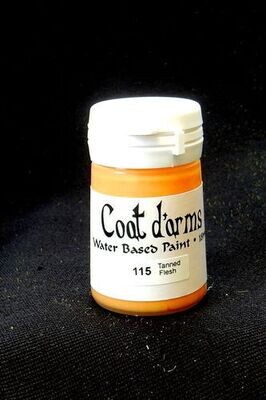 Coat d'arms
Water Based Paint •
115 Tanned
Flesh